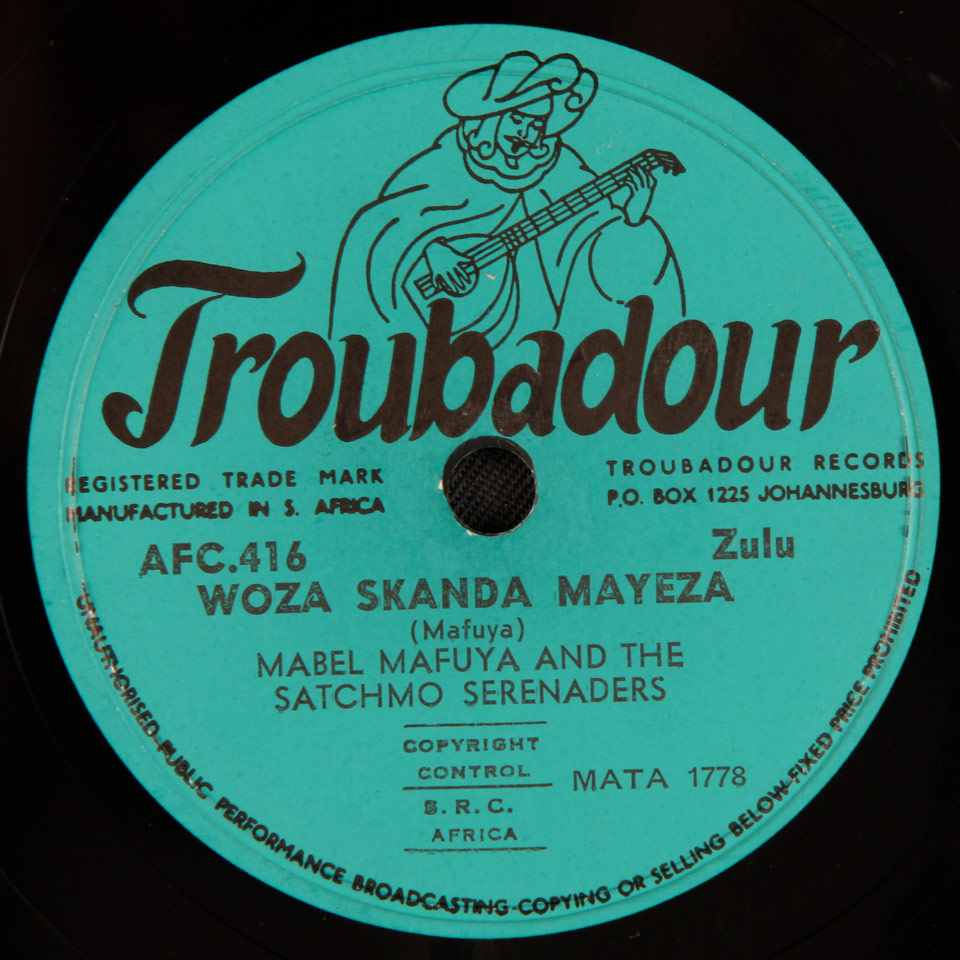 Troubadour
REGISTERED TRADE MARK
MANUFACTURED IN S. AFRICA
TROUBADOUR RECORDS
P.O. BOX 1225 JOHANNESBURG
AFC.416
Zulu
WOZA SKANDA MAYEZA
(Mafuya)
MABEL MAFUYA AND THE
SATCHMO SERENADERS
COPYRIGHT
CONTROL
MATA 1778
S. R. C.
AFRICA
UNAUTHORISED PUBLIC PERFORMANCE BROADCASTING-COPYING OR SELLING BELOW FIXED PRICE PROHIBITED